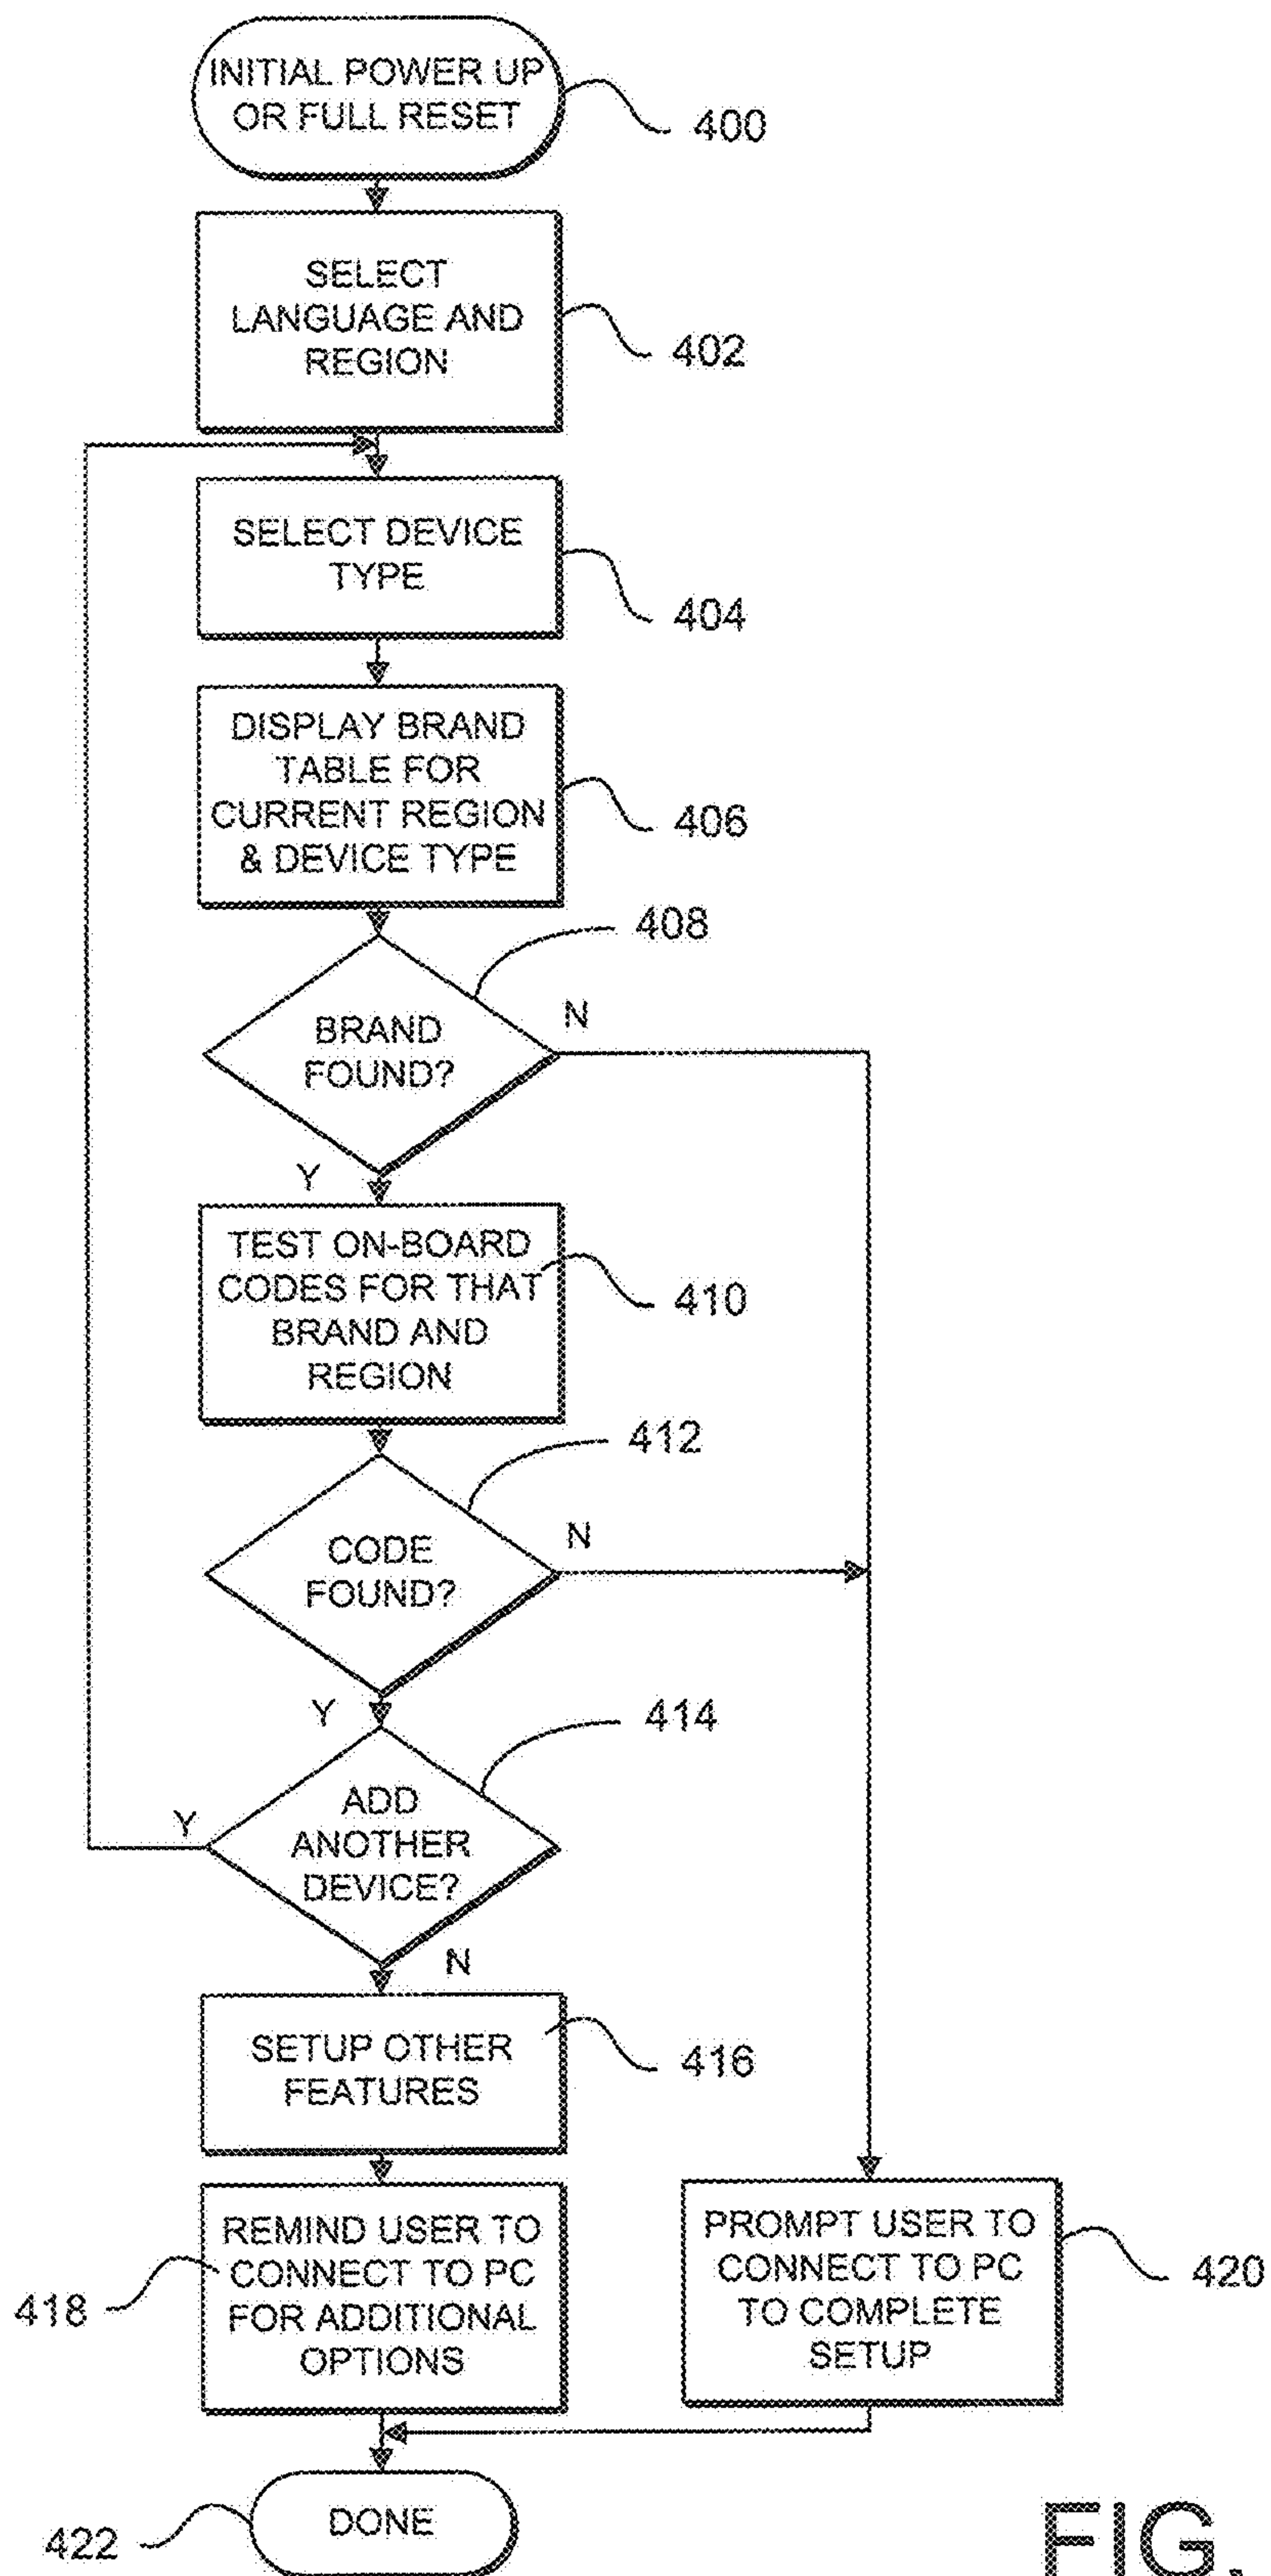 INITIAL POWER UP
OR FULL RESET
400
SELECT
LANGUAGE AND
REGION
402
SELECT DEVICE
TYPE
404
DISPLAY BRAND
TABLE FOR
CURRENT REGION
& DEVICE TYPE
406
408
BRAND
FOUND?
N
Y
TEST ON-BOARD
CODES FOR THAT
BRAND AND
REGION
410
412
CODE
FOUND?
N
Y
414
ADD
ANOTHER
DEVICE?
Y
N
SETUP OTHER
FEATURES
416
REMIND USER TO
CONNECT TO PC
FOR ADDITIONAL
OPTIONS
418
PROMPT USER TO
CONNECT TO PC
TO COMPLETE
SETUP
420
DONE
422
FIG.